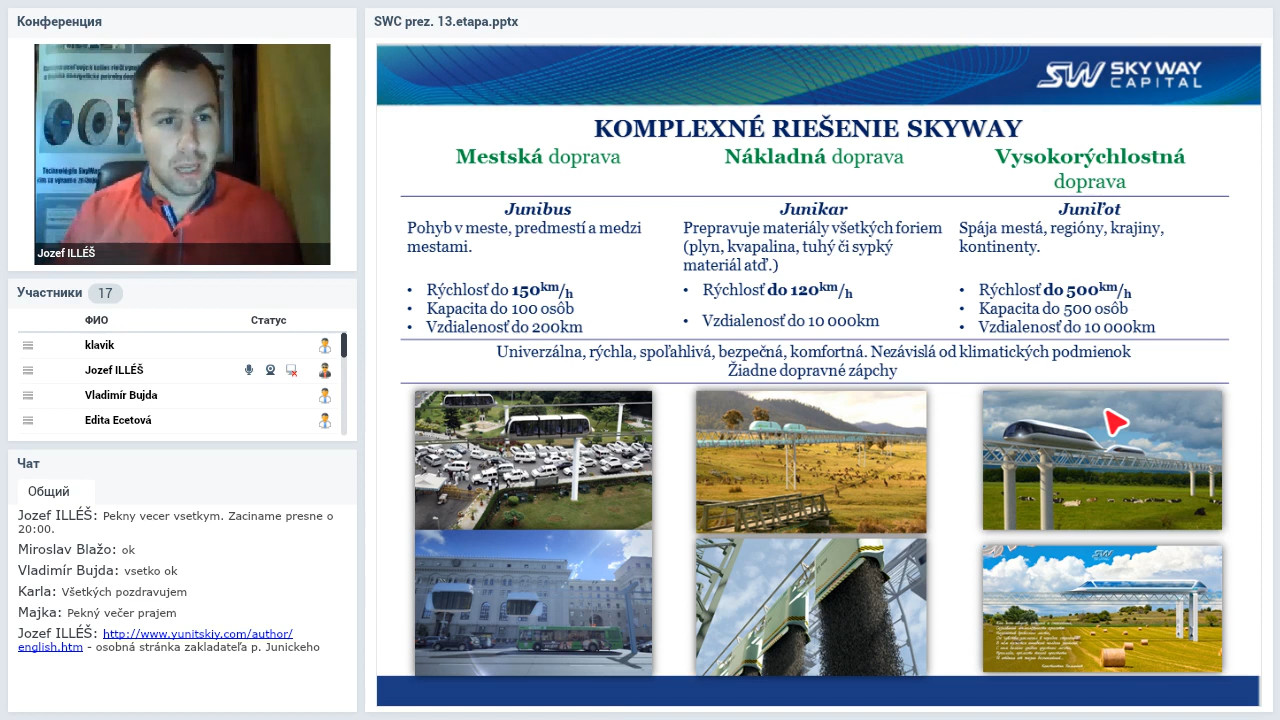 Конференция
Jozef ILLÉŠ
Участники 17
ФИО Статус
klavik
Jozef ILLÉŠ
Vladimír Bujda
Edita Ecetová
Чат
Общий
Jozef ILLÉŠ: Pekny vecer vsetkym. Zaciname presne o
20:00.
Miroslav Blažo: ok
Vladimír Bujda: vsetko ok
Karla: Všetkých pozdravujem
Majka: Pekný večer prajem
Jozef ILLÉŠ: http://www.yunitskiy.com/author/
english.htm - osobná stránka zakladateľa p. Junické
SWC prez. 13.etapa.pptx
SW SKY WAY
CAPITAL
KOMPLEXNÉ RIEŠENIE SKYWAY
Mestská doprava
Junibus
Pohyb v meste, predmestí a medzi
mestami.
• Rýchlosť do 150km/h
• Kapacita do 100 osôb
• Vzdialenosť do 200km
Nákladná doprava
Junikar
Prepravuje materiály všetkých foriem
(plyn, kvapalina, tuhý či sypký
materiál atď.)
• Rýchlosť do 120km/h
• Vzdialenosť do 10 000km
Vysokorýchlostná
doprava
Juniľot
Spája mestá, regióny, krajiny,
kontinenty.
• Rýchlosť do 500km/h
• Kapacita do 500 osôb
• Vzdialenosť do 10 000km
Univerzálna, rýchla, spoľahlivá, bezpečná, komfortná. Nezávislá od klimatických podmienok
Žiadne dopravné zápchy